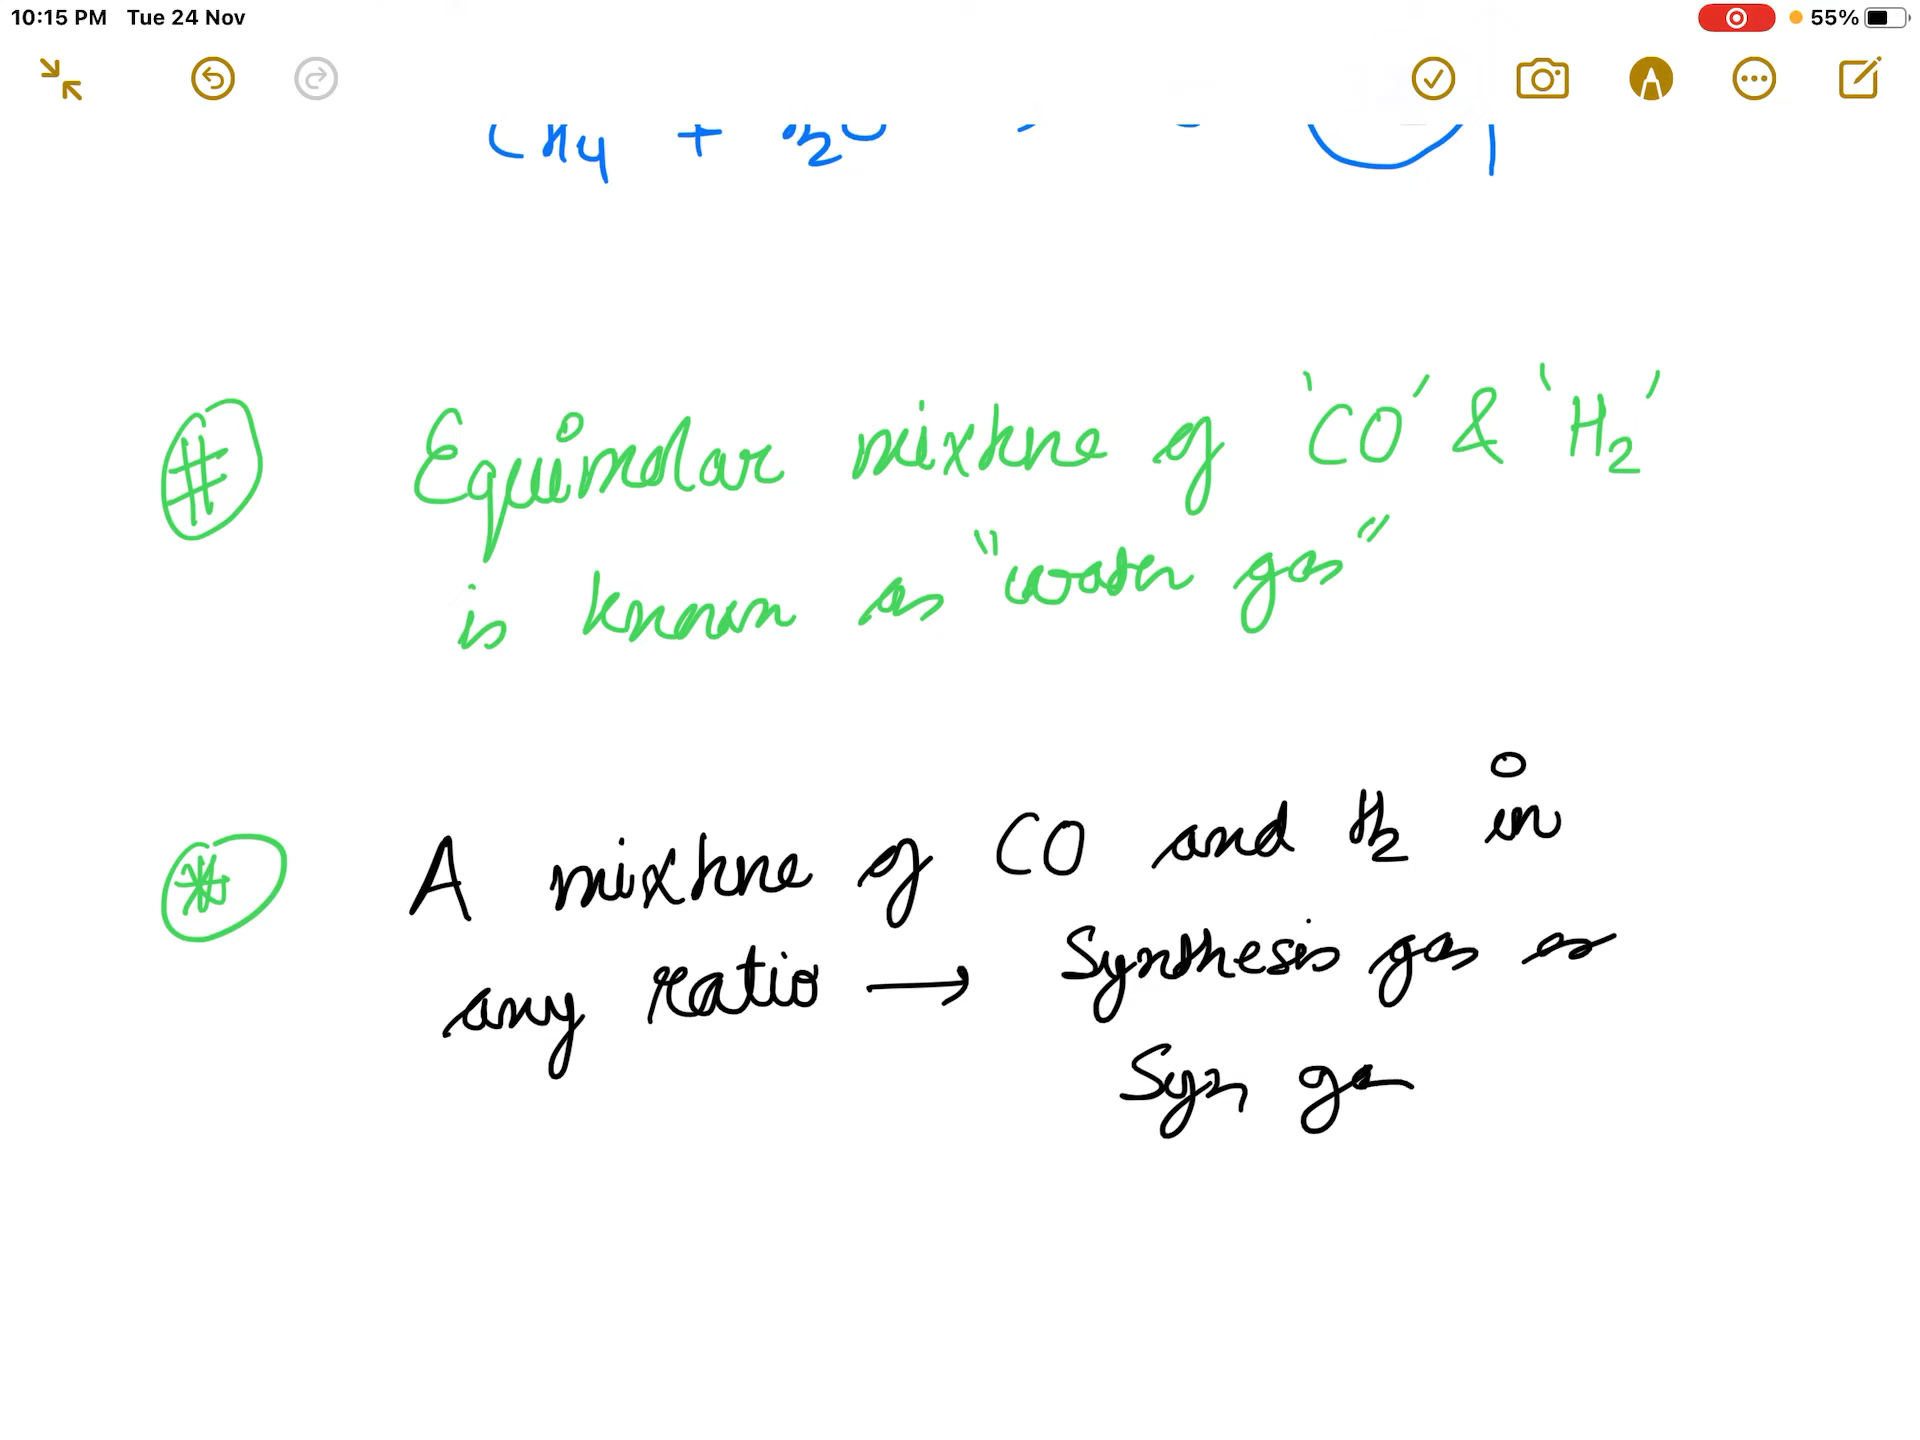 10:15 PM Tue 24 Nov
55%
CH4 + H2O
# Equimolar mixture of 'CO' & 'H2'
is known as "water gas"
* A mixture of CO and H2 in
any ratio → Synthesis gas or
Syn gas